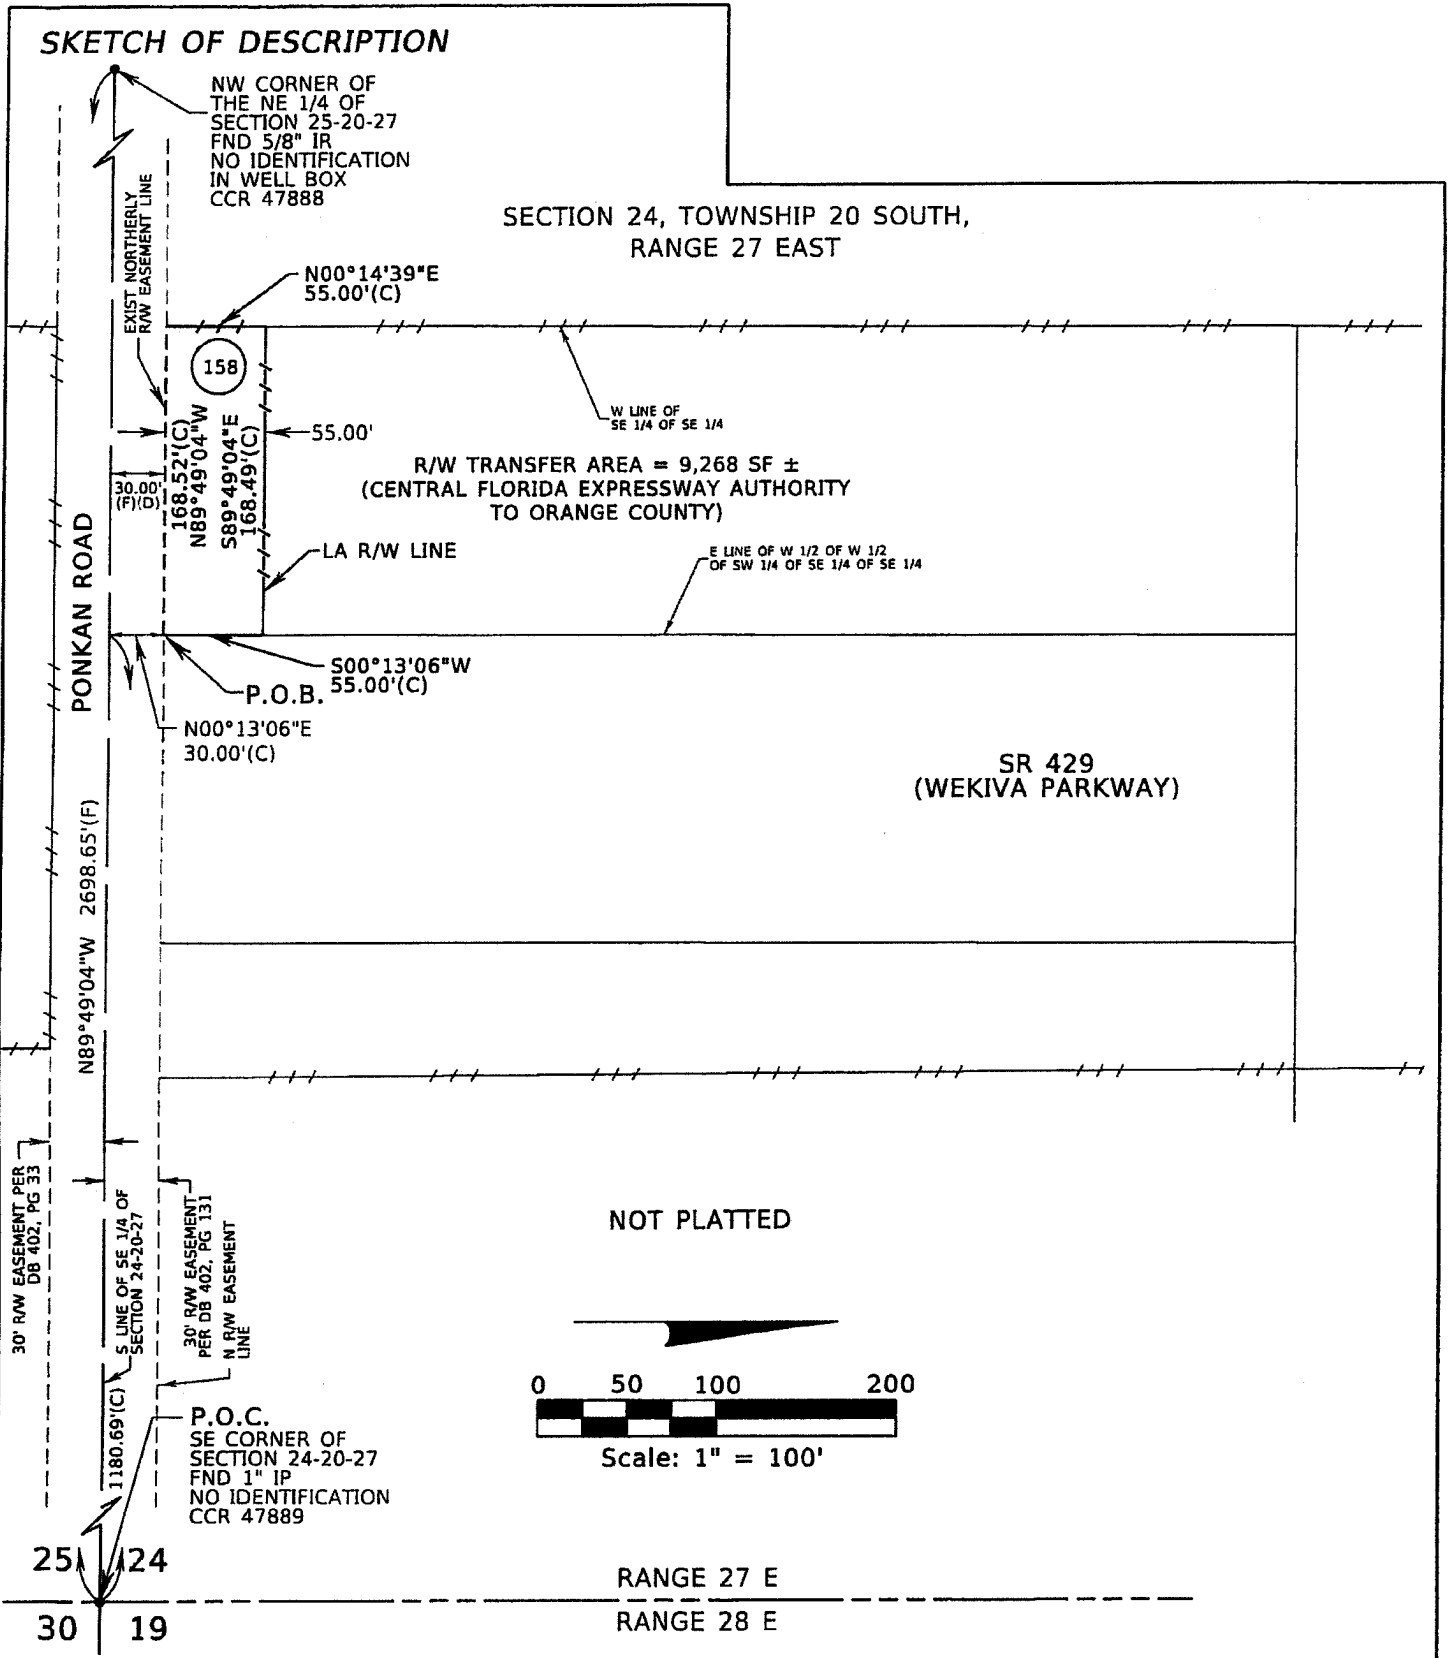 SKETCH OF DESCRIPTION
NW CORNER OF
THE NE 1/4 OF
SECTION 25-20-27
FND 5/8" IR
NO IDENTIFICATION
IN WELL BOX
CCR 47888
EXIST NORTHERLY
R/W EASEMENT LINE
SECTION 24, TOWNSHIP 20 SOUTH,
RANGE 27 EAST
N00°14'39"E
55.00'(C)
158
W LINE OF
SE 1/4 OF SE 1/4
55.00'
30.00'
(F)(D)
168.52'(C)
N89°49'04"W
S89°49'04"E
168.49'(C)
R/W TRANSFER AREA = 9,268 SF ±
(CENTRAL FLORIDA EXPRESSWAY AUTHORITY
TO ORANGE COUNTY)
LA R/W LINE
E LINE OF W 1/2 OF W 1/2
OF SW 1/4 OF SE 1/4 OF SE 1/4
PONKAN ROAD
S00°13'06"W
55.00'(C)
P.O.B.
N00°13'06"E
30.00'(C)
SR 429
(WEKIVA PARKWAY)
N89°49'04"W 2698.65'(F)
30' R/W EASEMENT PER
DB 402, PG 33
S LINE OF SE 1/4 OF
SECTION 24-20-27
30' R/W EASEMENT
PER DB 402, PG 131
N R/W EASEMENT
LINE
NOT PLATTED
0 50 100 200
Scale: 1" = 100'
1180.69'(C)
P.O.C.
SE CORNER OF
SECTION 24-20-27
FND 1" IP
NO IDENTIFICATION
CCR 47889
25 24
30 19
RANGE 27 E
RANGE 28 E